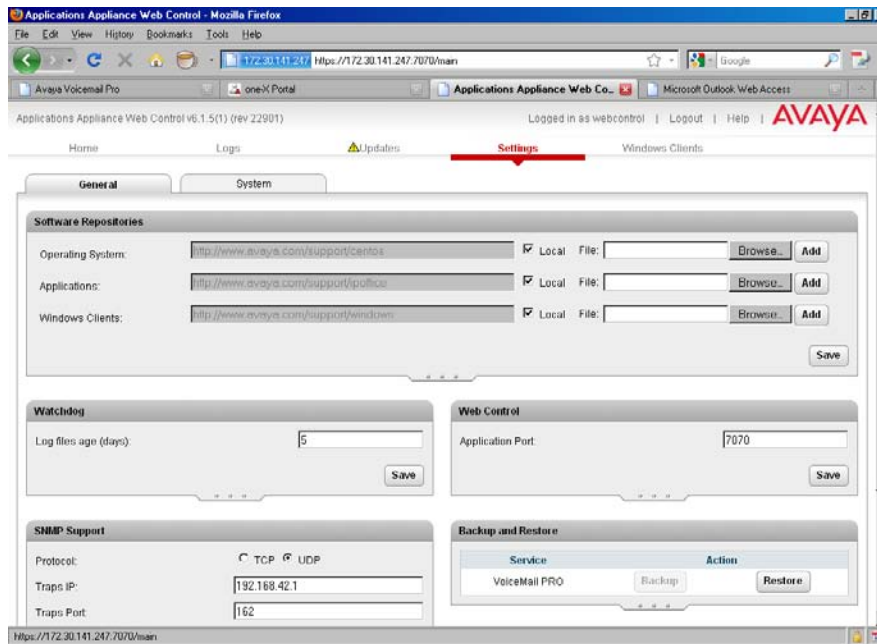 Applications Appliance Web Control - Mozilla Firefox
File Edit View History Bookmarks Tools Help
172.30.141.247 https://172.30.141.247:7070/main Google
Avaya Voicemail Pro one-X Portal Applications Appliance Web Co... Microsoft Outlook Web Access
Applications Appliance Web Control v6.1.5(1) (rev 22901) Logged in as webcontrol | Logout | Help | AVAYA
Home Logs Updates Settings Windows Clients
General System
Software Repositories
Operating System: http://www.avaya.com/support/centos Local File: Browse... Add
Applications: http://www.avaya.com/support/ipoffice Local File: Browse... Add
Windows Clients: http://www.avaya.com/support/windows Local File: Browse... Add
Save
Watchdog
Log files age (days): 5
Save
Web Control
Application Port: 7070
Save
SNMP Support
Protocol: TCP UDP
Traps IP: 192.168.42.1
Traps Port: 162
Backup and Restore
Service Action
VoiceMail PRO Backup Restore
https://172.30.141.247:7070/main